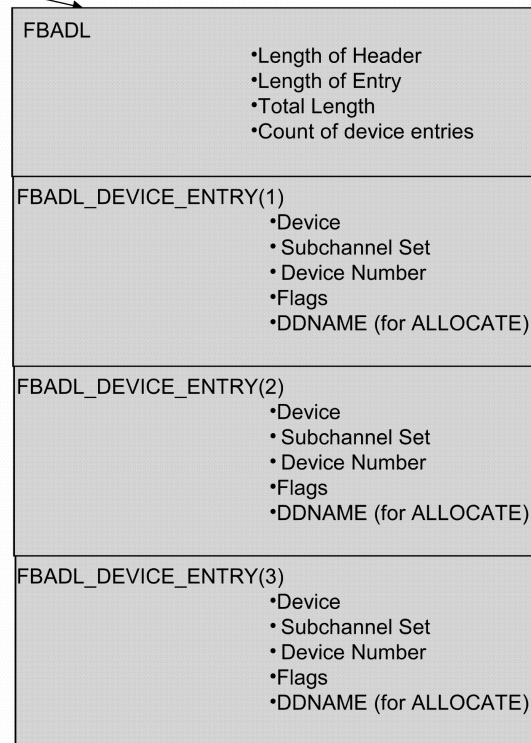 FBADL
•Length of Header
•Length of Entry
•Total Length
•Count of device entries
FBADL_DEVICE_ENTRY(1)
•Device
• Subchannel Set
• Device Number
•Flags
•DDNAME (for ALLOCATE)
FBADL_DEVICE_ENTRY(2)
•Device
• Subchannel Set
• Device Number
•Flags
•DDNAME (for ALLOCATE)
FBADL_DEVICE_ENTRY(3)
•Device
• Subchannel Set
• Device Number
•Flags
•DDNAME (for ALLOCATE)